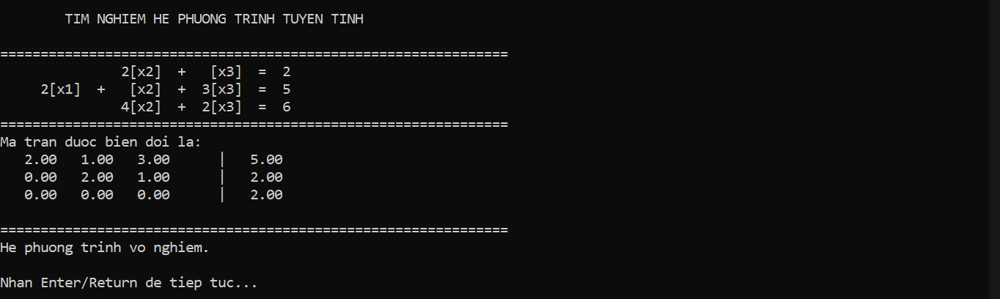 TIM NGHIEM HE PHUONG TRINH TUYEN TINH
===============================================================
2[x2]  +   [x3]  =  2
2[x1]  +   [x2]  +  3[x3]  =  5
4[x2]  +  2[x3]  =  6
===============================================================
Ma tran duoc bien doi la:
2.00   1.00   3.00      |   5.00
0.00   2.00   1.00      |   2.00
0.00   0.00   0.00      |   2.00
===============================================================
He phuong trinh vo nghiem.
Nhan Enter/Return de tiep tuc...